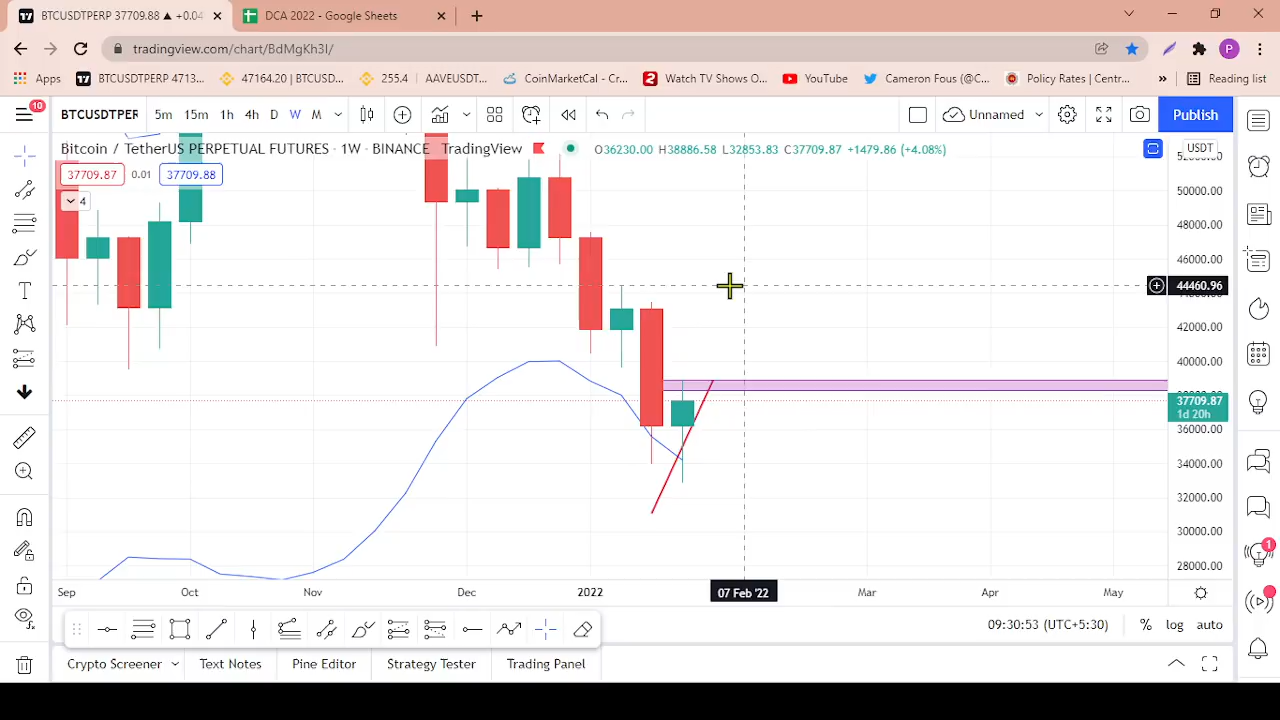 BTCUSDTPERP 37709.88 ▲ +0.04
DCA 2022 - Google Sheets
tradingview.com/chart/BdMgKh3I/
P
Apps
BTCUSDTPERP 4713...
47164.20 | BTCUSD...
255.4
AAVEUSDT...
CoinMarketCal - Cr...
Watch TV Shows O...
YouTube
Cameron Fous (@C...
Policy Rates | Centr...
»
Reading list
10
BTCUSDTPER
5m 15m 1h 4h D W M
Unnamed
Publish
Bitcoin / TetherUS PERPETUAL FUTURES · 1W · BINANCE TradingView
O36230.00 H38886.58 L32853.83 C37709.87 +1479.86 (+4.08%)
USDT
37709.87 0.01 37709.88
4
50000.00
48000.00
46000.00
44460.96
42000.00
40000.00
37709.87
1d 20h
36000.00
34000.00
32000.00
30000.00
28000.00
1
Sep Oct Nov Dec 2022 07 Feb '22 Mar Apr May
09:30:53 (UTC+5:30) % log auto
Crypto Screener Text Notes Pine Editor Strategy Tester Trading Panel